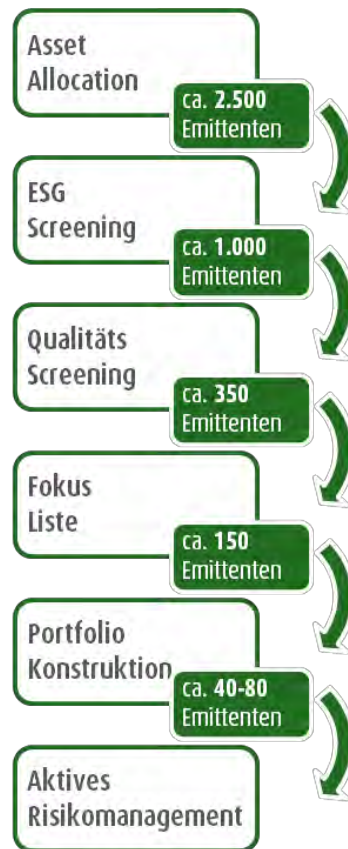 Asset
Allocation
ca. 2.500
Emittenten
ESG
Screening
ca. 1.000
Emittenten
Qualitäts
Screening
ca. 350
Emittenten
Fokus
Liste
ca. 150
Emittenten
Portfolio
Konstruktion
ca. 40-80
Emittenten
Aktives
Risikomanagement